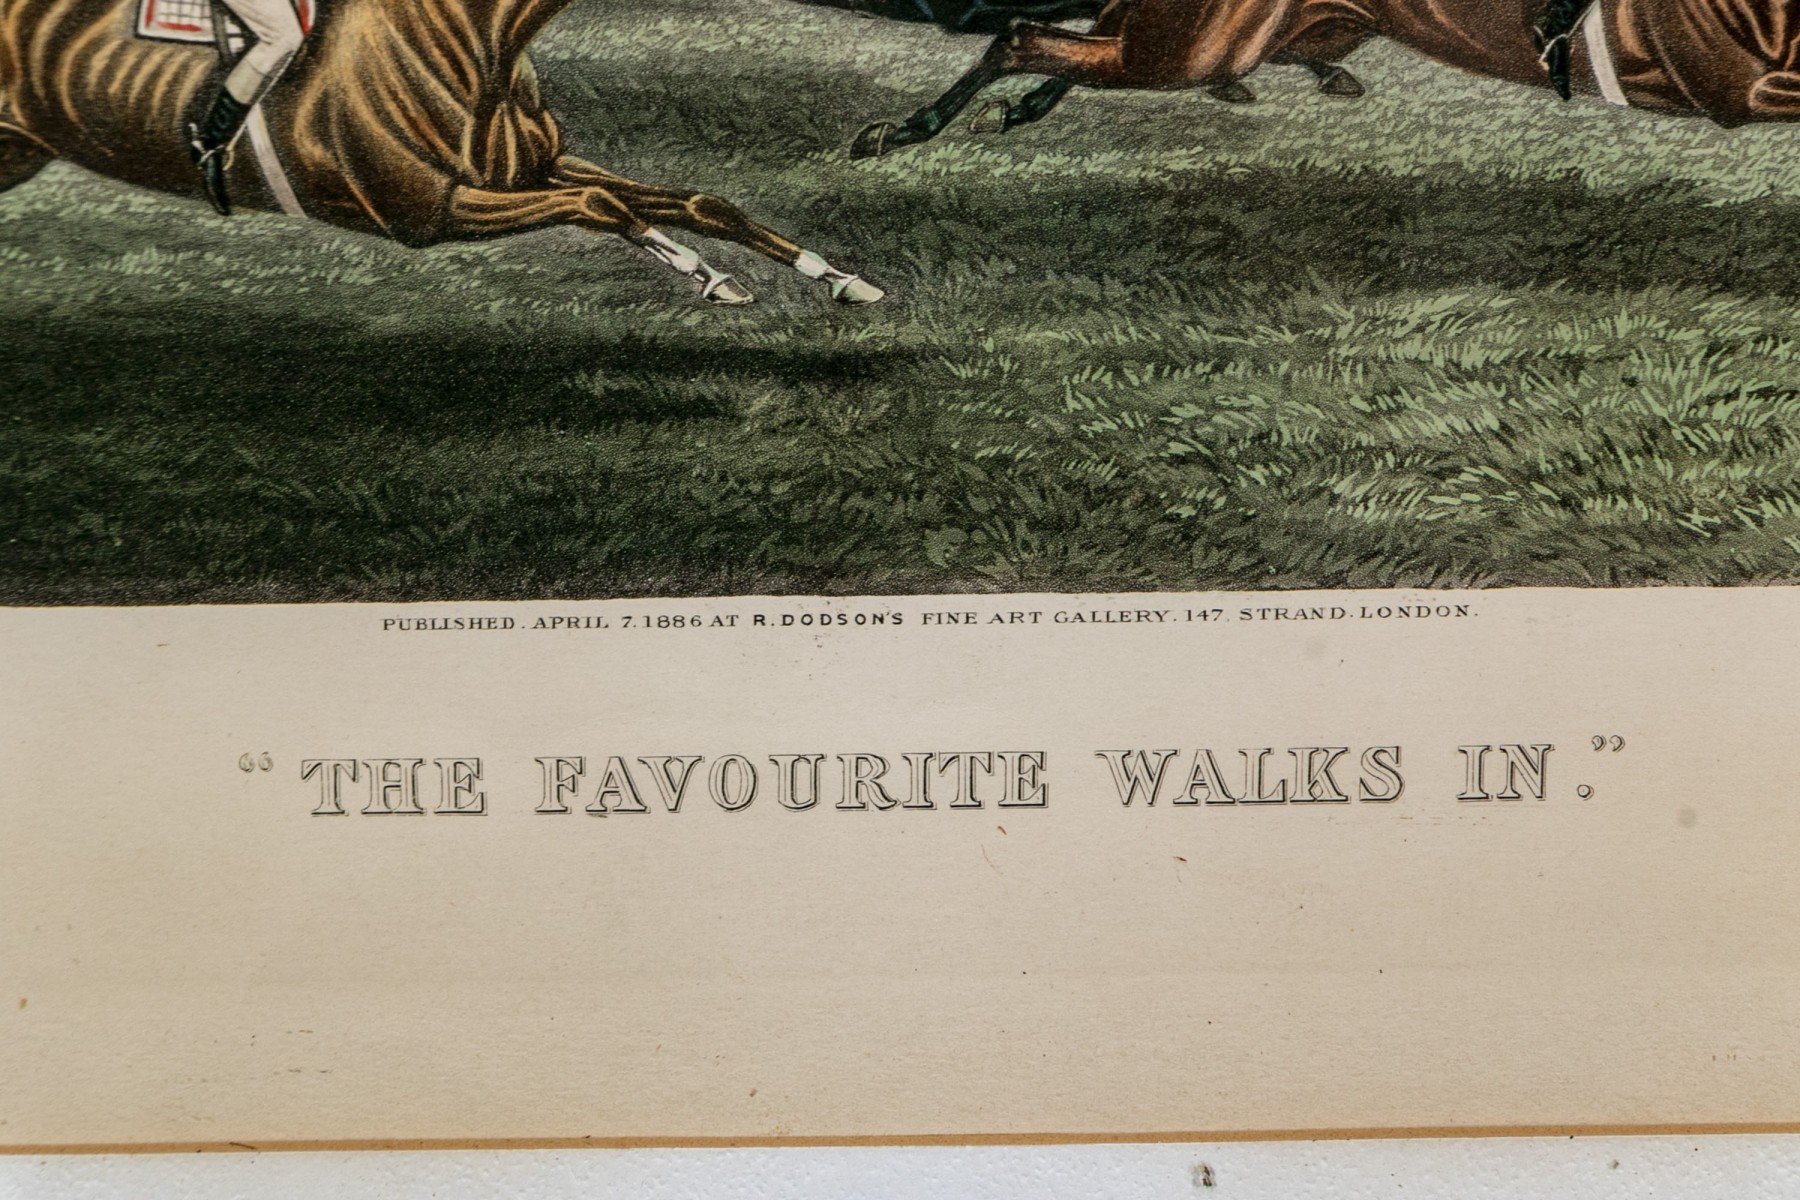 PUBLISHED. APRIL 7. 1886 AT R. DODSON'S FINE ART GALLERY. 147. STRAND. LONDON.
“THE FAVOURITE WALKS IN.”